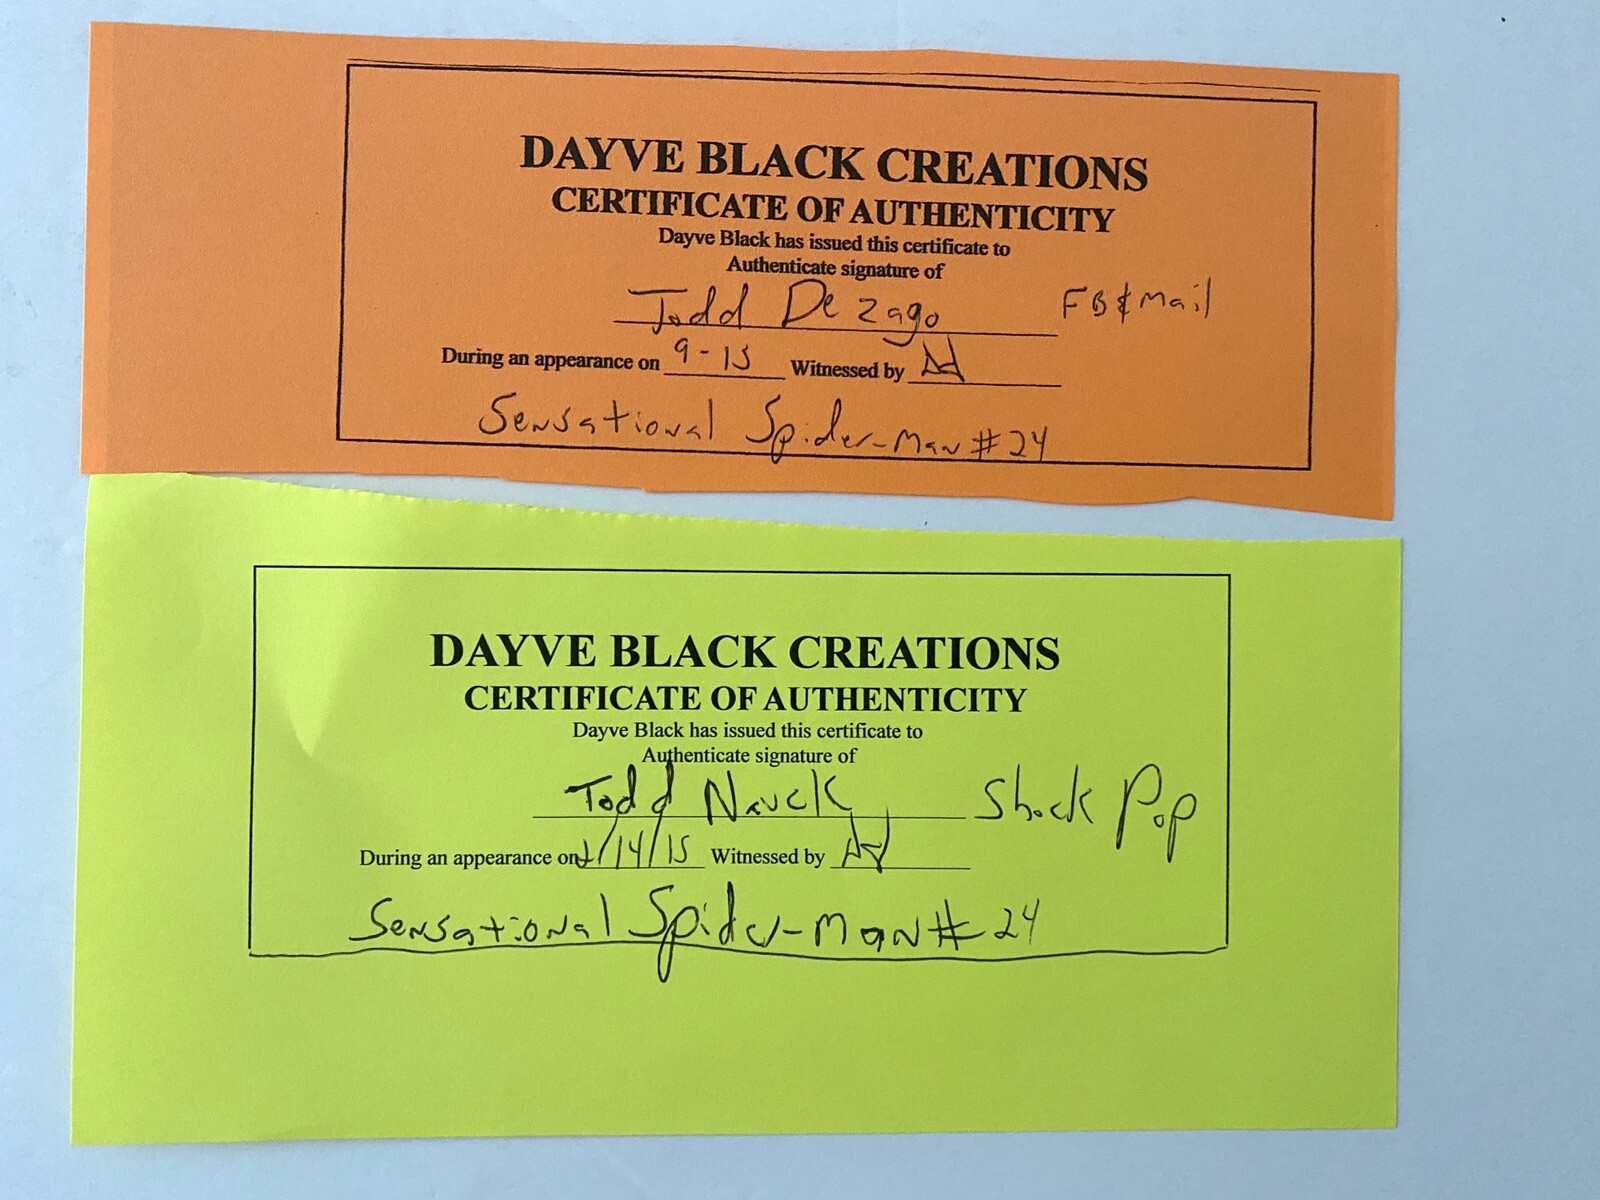 DAYVE BLACK CREATIONS
CERTIFICATE OF AUTHENTICITY
Dayve Black has issued this certificate to
Authenticate signature of
Todd Dezago FB & Mail
During an appearance on 9-15 Witnessed by
Sensational Spider-Man #24
DAYVE BLACK CREATIONS
CERTIFICATE OF AUTHENTICITY
Dayve Black has issued this certificate to
Authenticate signature of
Todd Nauck Shock Pop
During an appearance on /14/15 Witnessed by
Sensational Spider-Man #24